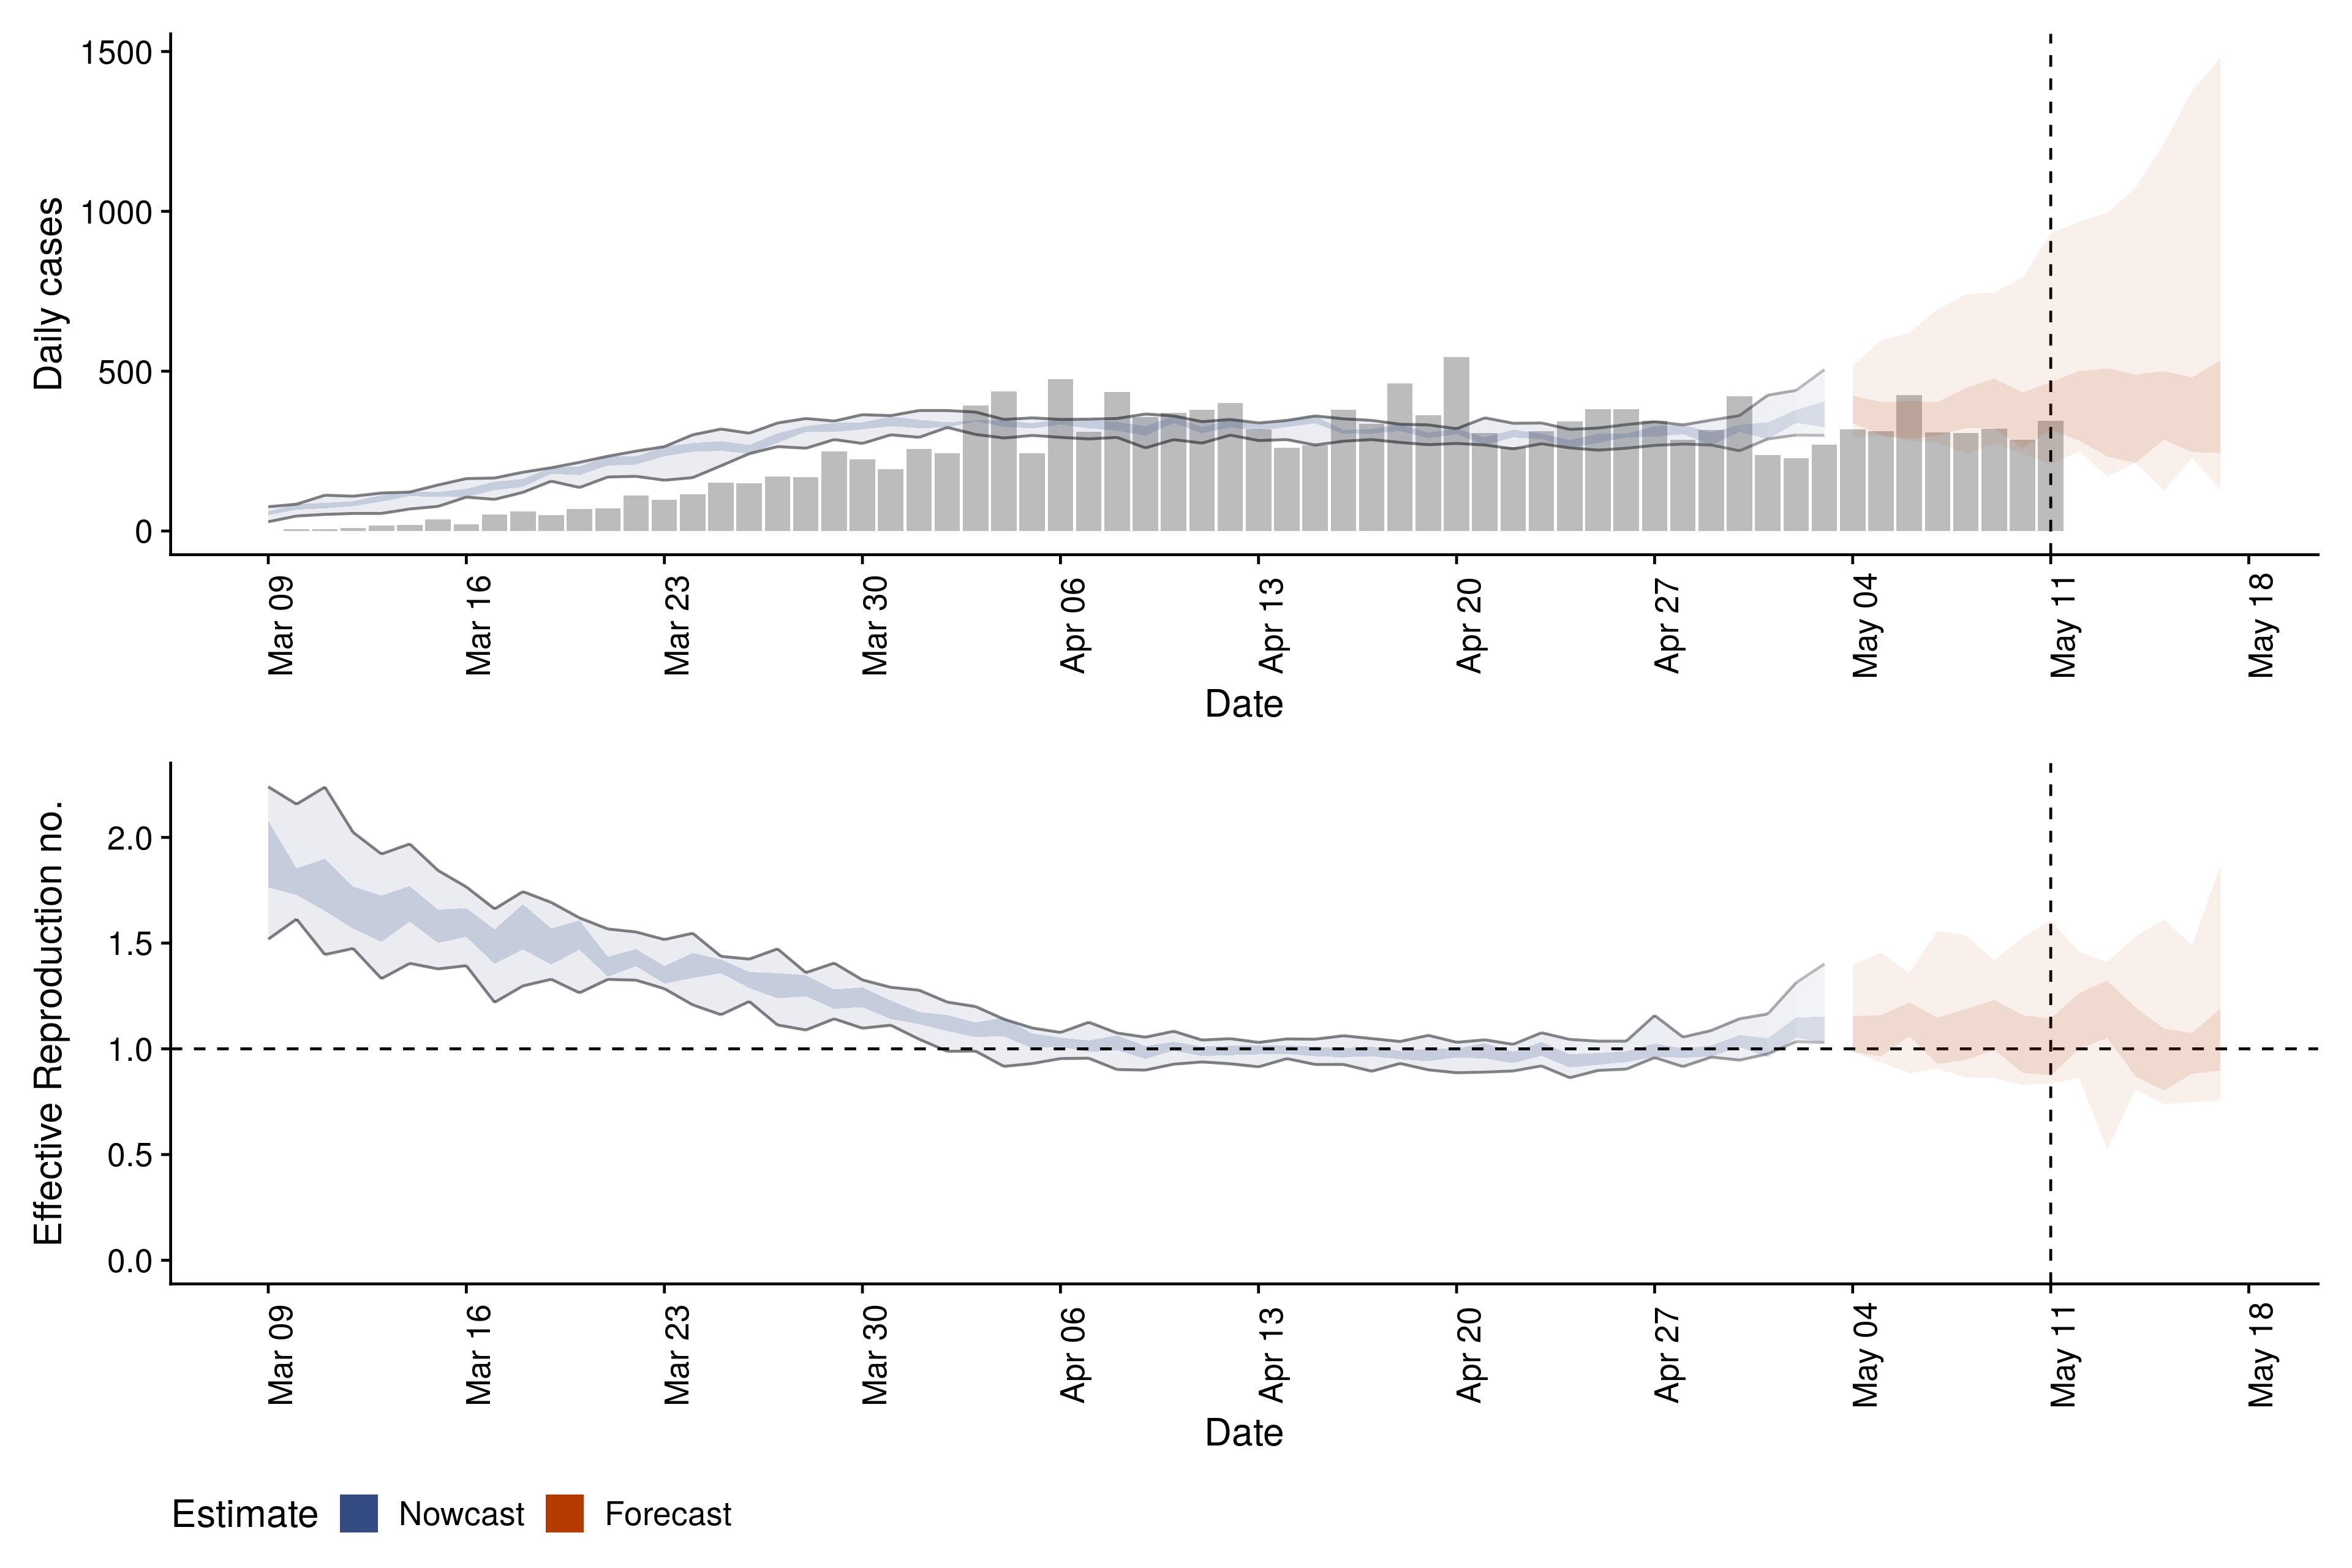 Daily cases
1500
1000
500
0
Mar 09
Mar 16
Mar 23
Mar 30
Apr 06
Apr 13
Apr 20
Apr 27
May 04
May 11
May 18
Date
Effective Reproduction no.
2.0
1.5
1.0
0.5
0.0
Mar 09
Mar 16
Mar 23
Mar 30
Apr 06
Apr 13
Apr 20
Apr 27
May 04
May 11
May 18
Date
Estimate Nowcast Forecast